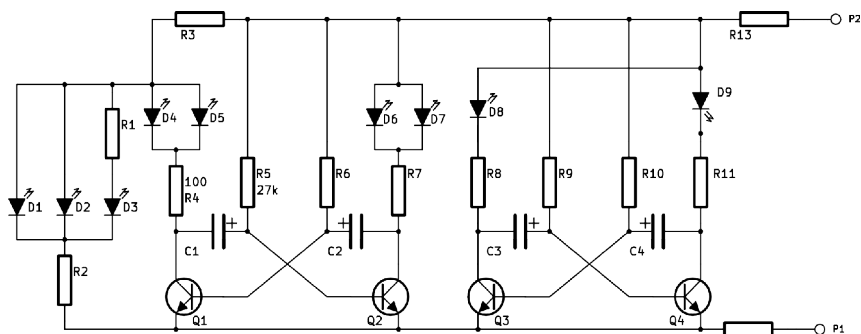 P2
R3
R13
D4
D5
D6
D7
D8
D9
R1
100
R4
R5
27k
R6
R7
R8
R9
R10
R11
D1
D2
D3
C1
C2
C3
C4
R2
Q1
Q2
Q3
Q4
P1